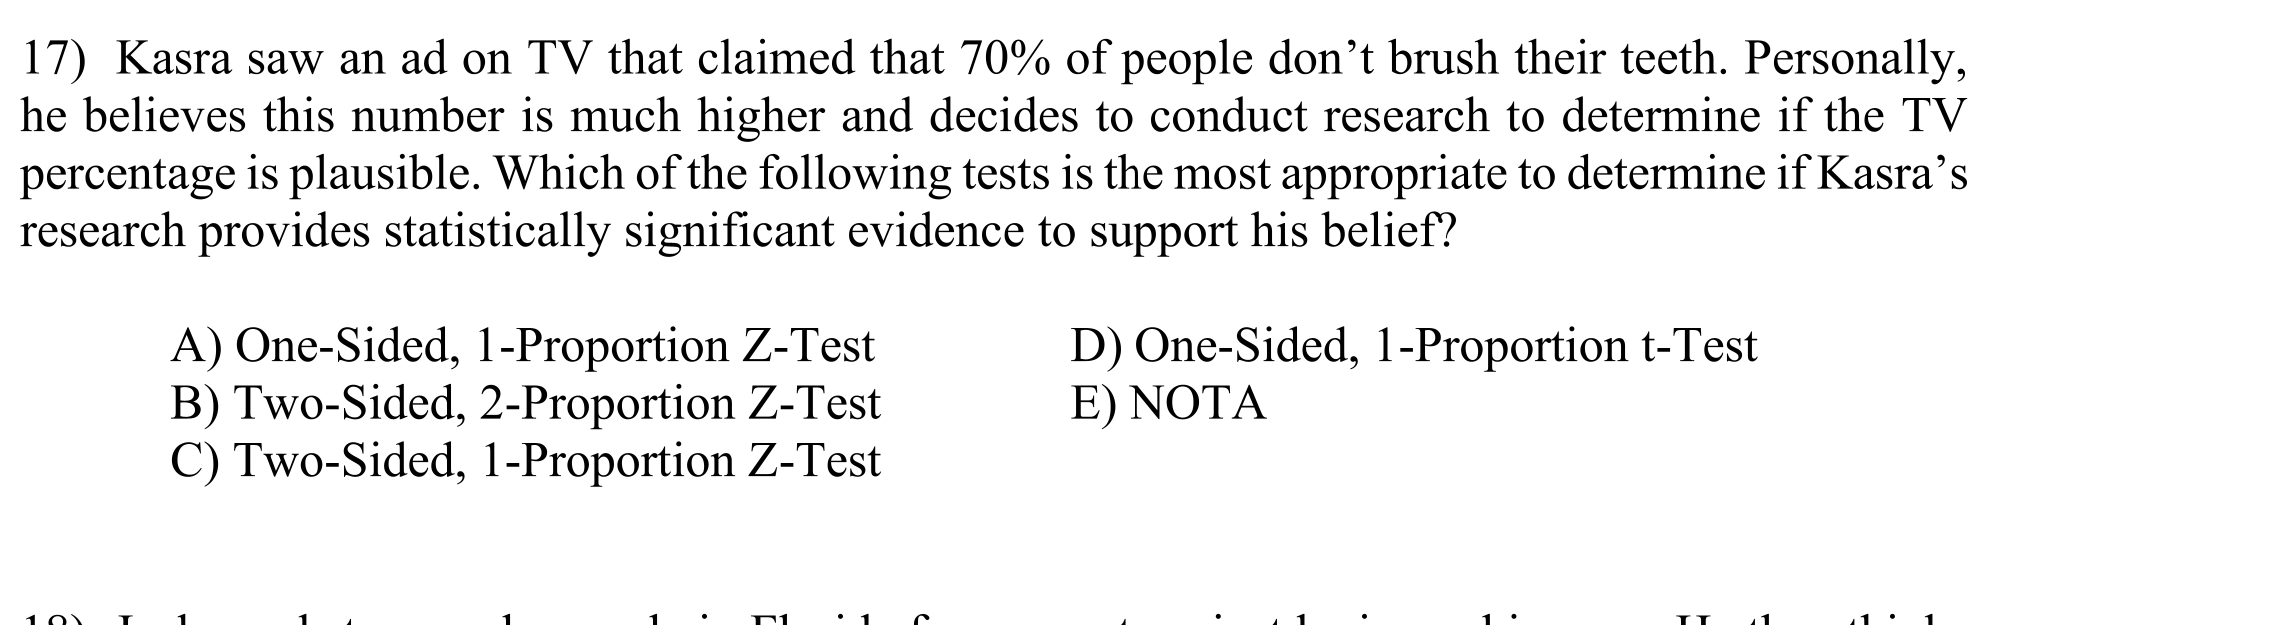 17) Kasra saw an ad on TV that claimed that 70% of people don’t brush their teeth. Personally,
he believes this number is much higher and decides to conduct research to determine if the TV
percentage is plausible. Which of the following tests is the most appropriate to determine if Kasra’s
research provides statistically significant evidence to support his belief?
A) One-Sided, 1-Proportion Z-Test
B) Two-Sided, 2-Proportion Z-Test
C) Two-Sided, 1-Proportion Z-Test
D) One-Sided, 1-Proportion t-Test
E) NOTA